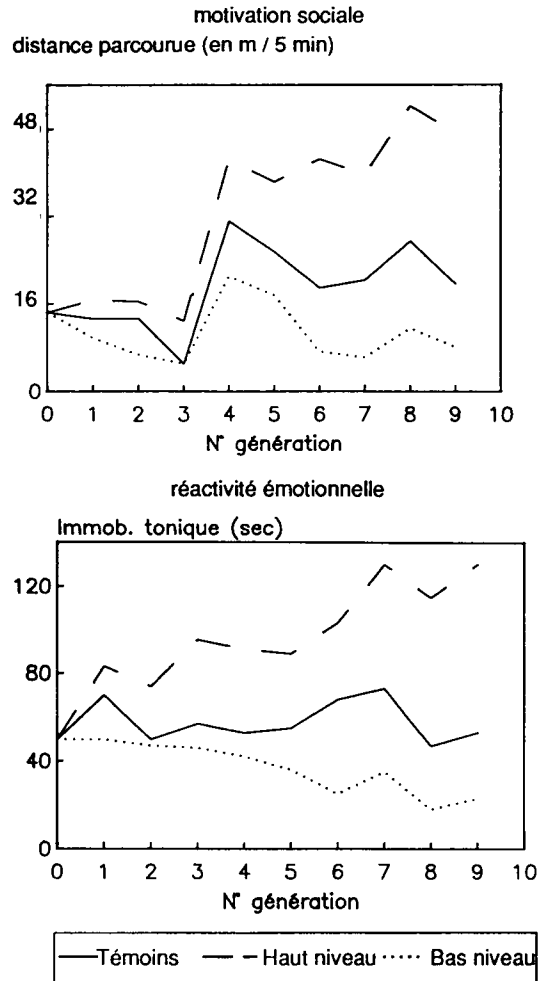 motivation sociale
distance parcourue (en m / 5 min)
48
32
16
0
0 1 2 3 4 5 6 7 8 9 10
N° génération
réactivité émotionnelle
Immob. tonique (sec)
120
80
40
0
0 1 2 3 4 5 6 7 8 9 10
N° génération
Témoins Haut niveau Bas niveau